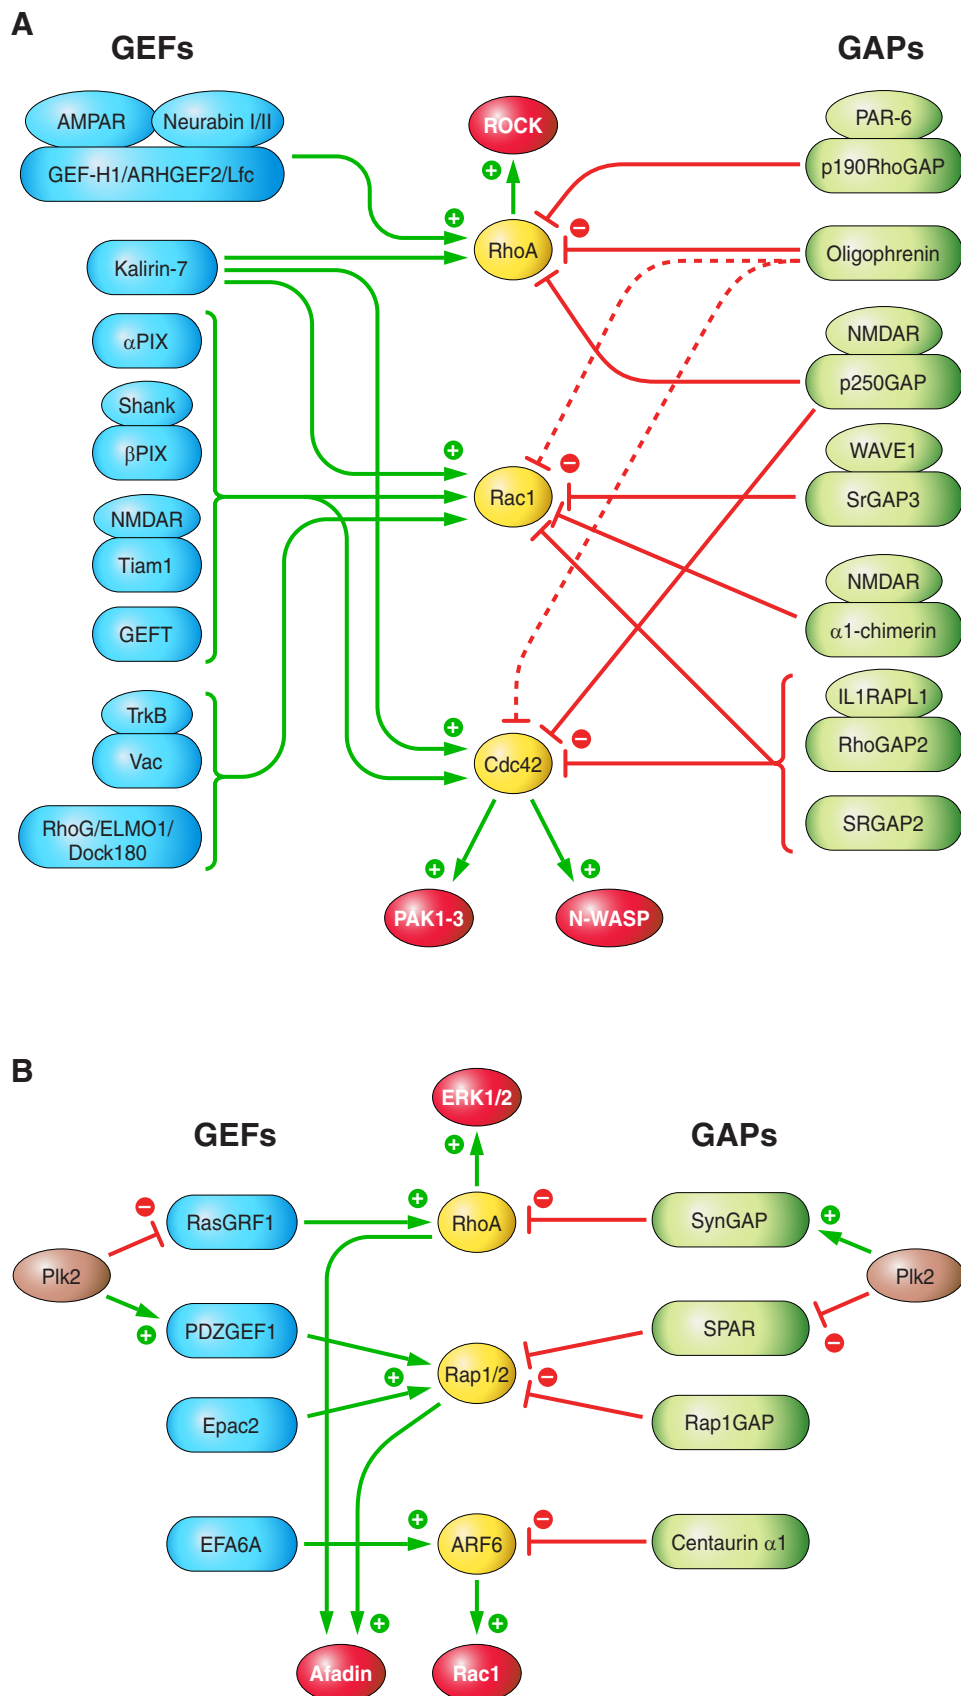 A
GEFs
GAPs
AMPAR
Neurabin I/II
GEF-H1/ARHGEF2/Lfc
ROCK
+
PAR-6
p190RhoGAP
+
−
RhoA
Oligophrenin
Kalirin-7
αPIX
NMDAR
p250GAP
Shank
βPIX
+
−
WAVE1
SrGAP3
Rac1
NMDAR
Tiam1
NMDAR
α1-chimerin
GEFT
IL1RAPL1
RhoGAP2
TrkB
Vac
+
−
Cdc42
RhoG/ELMO1/
Dock180
SRGAP2
+
+
PAK1-3
N-WASP
B
ERK1/2
GEFs
GAPs
+
−
+
−
RasGRF1
RhoA
SynGAP
+
Plk2
Plk2
+
PDZGEF1
SPAR
−
Rap1/2
+
−
Epac2
Rap1GAP
+
−
EFA6A
ARF6
Centaurin α1
+
+
Afadin
Rac1